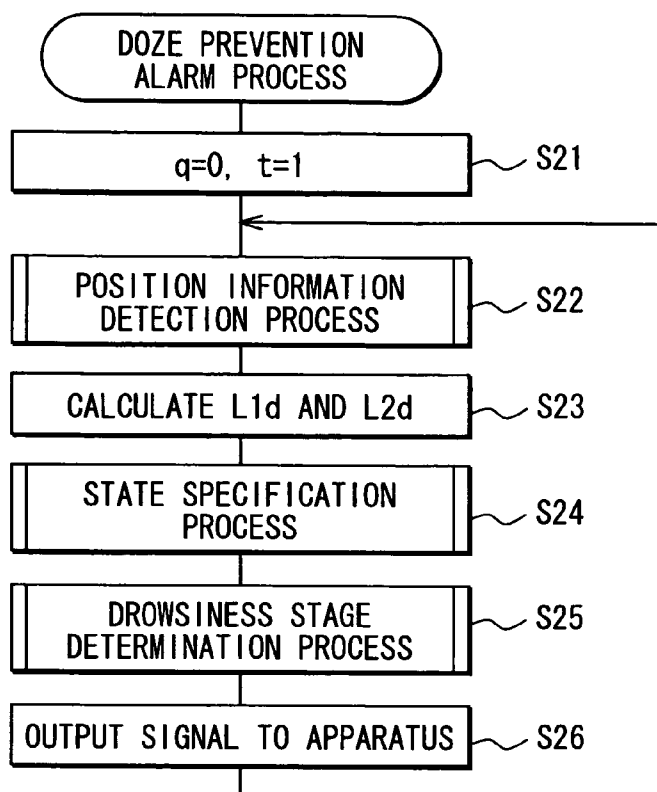 DOZE PREVENTION
ALARM PROCESS
q=0, t=1
S21
POSITION INFORMATION
DETECTION PROCESS
S22
CALCULATE L1d AND L2d
S23
STATE SPECIFICATION
PROCESS
S24
DROWSINESS STAGE
DETERMINATION PROCESS
S25
OUTPUT SIGNAL TO APPARATUS
S26